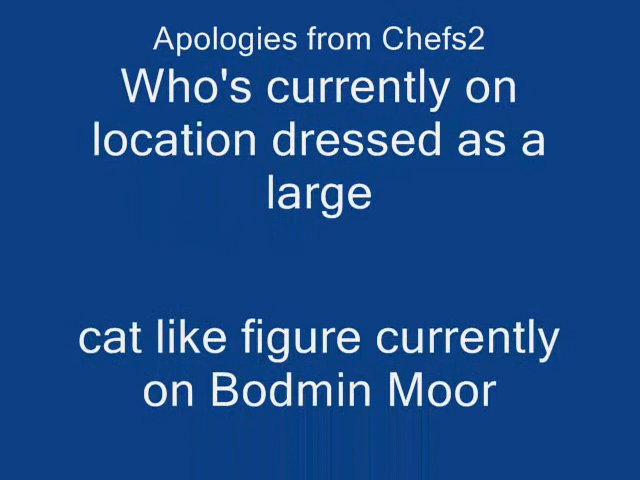 Apologies from Chefs2
Who's currently on
location dressed as a
large
cat like figure currently
on Bodmin Moor